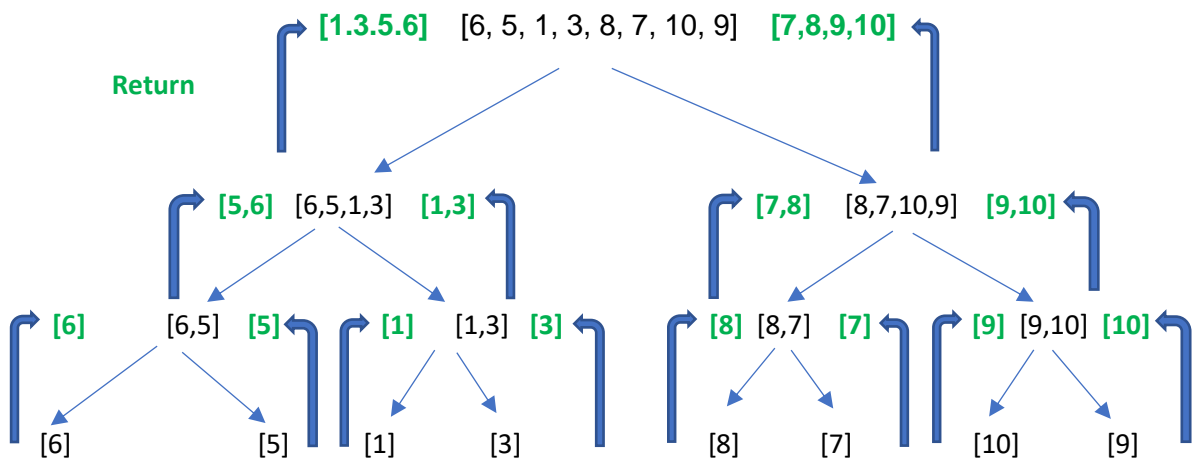 [1.3.5.6] [6, 5, 1, 3, 8, 7, 10, 9] [7,8,9,10]
Return
[5,6] [6,5,1,3] [1,3] [7,8] [8,7,10,9] [9,10]
[6] [6,5] [5] [1] [1,3] [3] [8] [8,7] [7] [9] [9,10] [10]
[6] [5] [1] [3] [8] [7] [10] [9]